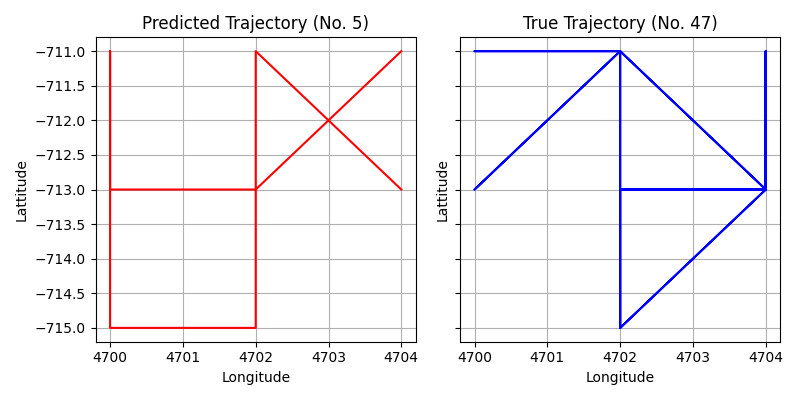 Predicted Trajectory (No. 5)
True Trajectory (No. 47)
−711.0
−711.5
−712.0
−712.5
−713.0
−713.5
−714.0
−714.5
−715.0
Lattitude
Lattitude
4700 4701 4702 4703 4704
4700 4701 4702 4703 4704
Longitude
Longitude